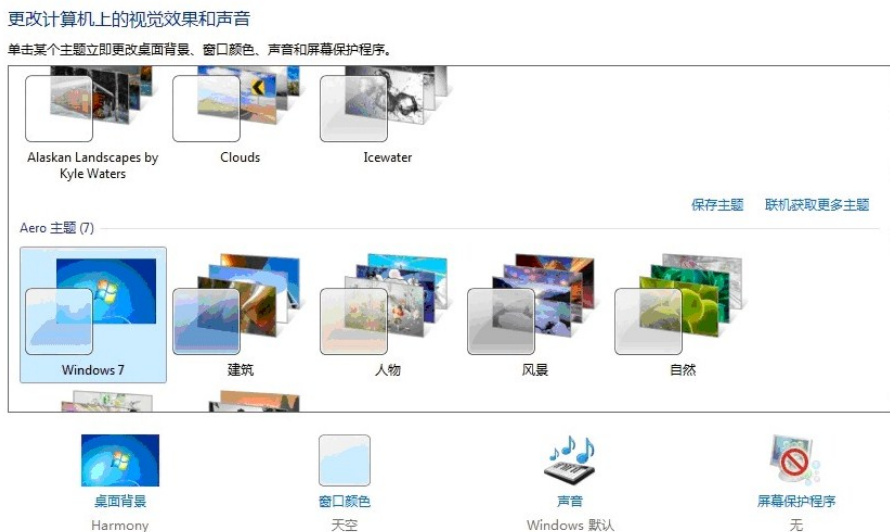 更改计算机上的视觉效果和声音
单击某个主题立即更改桌面背景、窗口颜色、声音和屏幕保护程序。
Alaskan Landscapes by
Kyle Waters
Clouds
Icewater
保存主题 联机获取更多主题
Aero 主题 (7)
Windows 7 建筑 人物 风景 自然
桌面背景 窗口颜色 声音 屏幕保护程序
Harmony 天空 Windows 默认 无